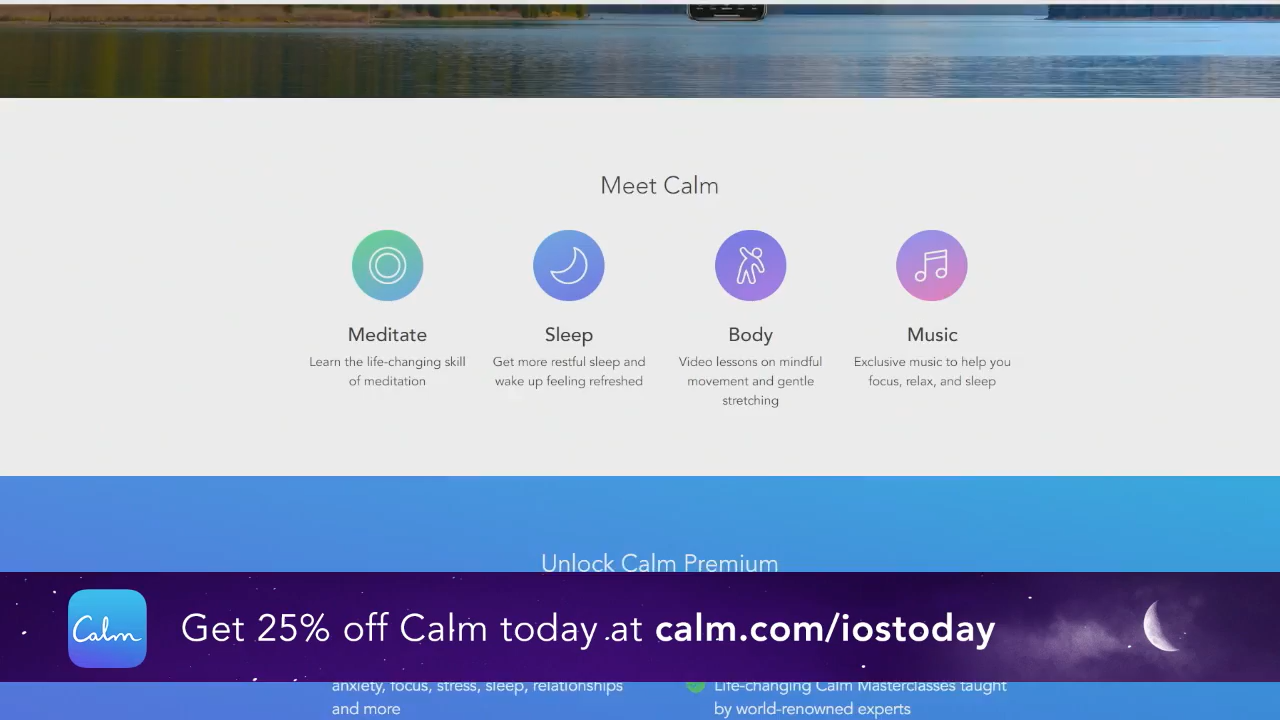 Meet Calm
Meditate
Learn the life-changing skill
of meditation
Sleep
Get more restful sleep and
wake up feeling refreshed
Body
Video lessons on mindful
movement and gentle
stretching
Music
Exclusive music to help you
focus, relax, and sleep
Unlock Calm Premium
Calm
Get 25% off Calm today at calm.com/iostoday
anxiety, focus, stress, sleep, relationships
and more
Life-changing Calm Masterclasses taught
by world-renowned experts